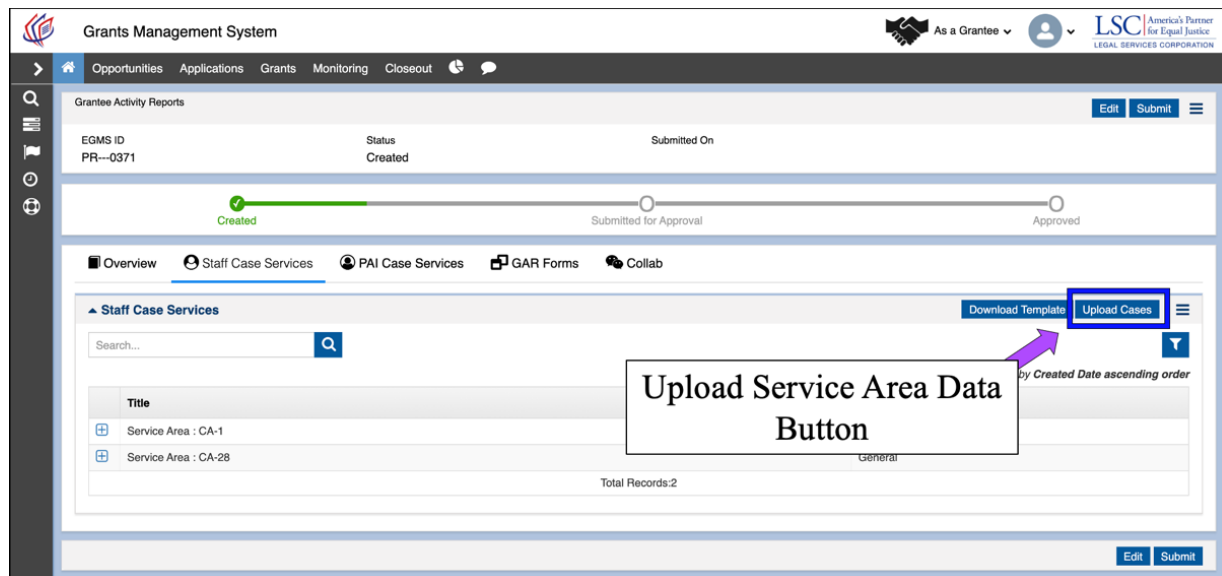 Grants Management System
As a Grantee
LSC America's Partner
for Equal Justice
LEGAL SERVICES CORPORATION
Opportunities Applications Grants Monitoring Closeout
Grantee Activity Reports
Edit Submit
EGMS ID Status Submitted On
PR---0371 Created
Created Submitted for Approval Approved
Overview Staff Case Services PAI Case Services GAR Forms Collab
Staff Case Services Download Template Upload Cases
Search...
by Created Date ascending order
Upload Service Area Data
Button
Title
Service Area : CA-1
Service Area : CA-28 General
Total Records:2
Edit Submit